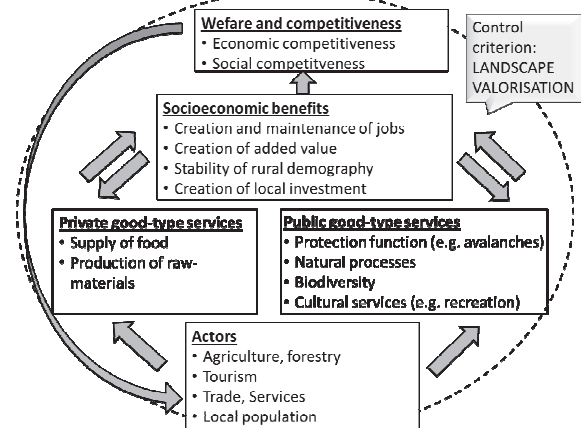 Wefare and competitiveness
• Economic competitiveness
• Social competitveness
Control
criterion:
LANDSCAPE
VALORISATION
Socioeconomic benefits
• Creation and maintenance of jobs
• Creation of added value
• Stability of rural demography
• Creation of local investment
Private good-type services
• Supply of food
• Production of raw-
materials
Public good-type services
• Protection function (e.g. avalanches)
• Natural processes
• Biodiversity
• Cultural services (e.g. recreation)
Actors
• Agriculture, forestry
• Tourism
• Trade, Services
• Local population